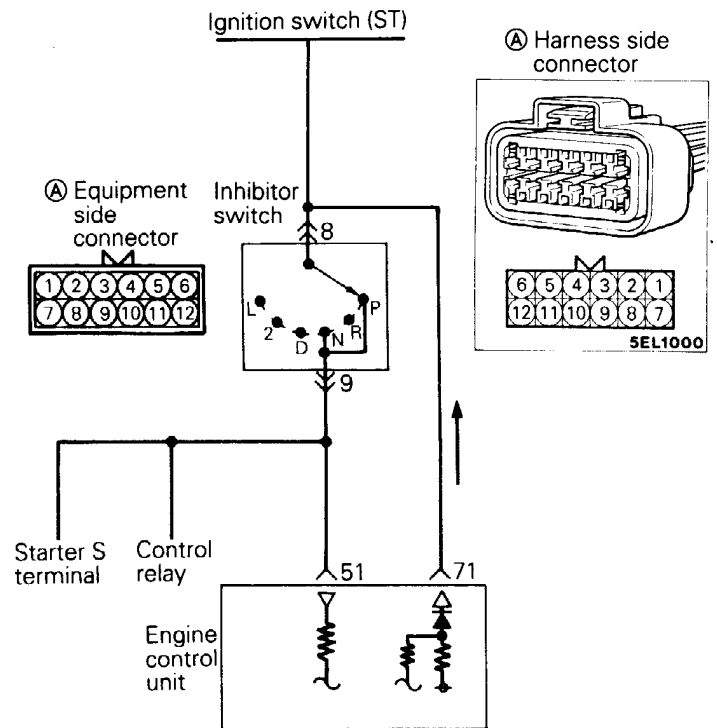 Ignition switch (ST)
Ⓐ Harness side
connector
Ⓐ Equipment
side
connector
Inhibitor
switch
8
1 2 3 4 5 6
7 8 9 10 11 12
L
2
D
N
R
P
6 5 4 3 2 1
12 11 10 9 8 7
5EL1000
9
Starter S
terminal
Control
relay
51
71
Engine
control
unit